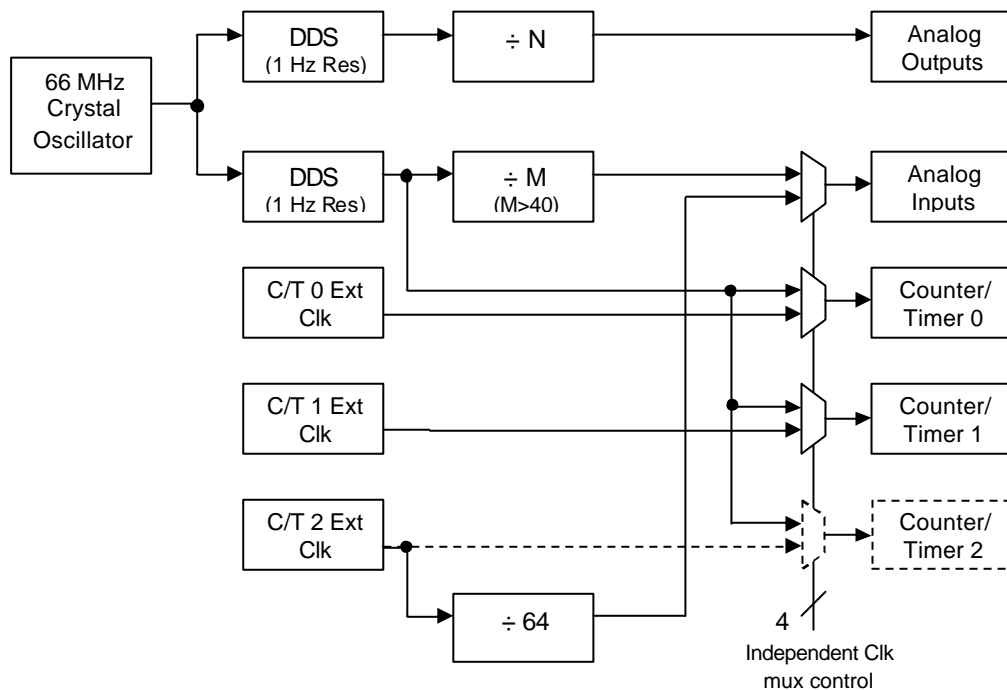 66 MHz
Crystal
Oscillator
DDS
(1 Hz Res)
÷ N
Analog
Outputs
DDS
(1 Hz Res)
÷ M
(M>40)
Analog
Inputs
C/T 0 Ext
Clk
Counter/
Timer 0
C/T 1 Ext
Clk
Counter/
Timer 1
C/T 2 Ext
Clk
Counter/
Timer 2
÷ 64
4
Independent Clk
mux control